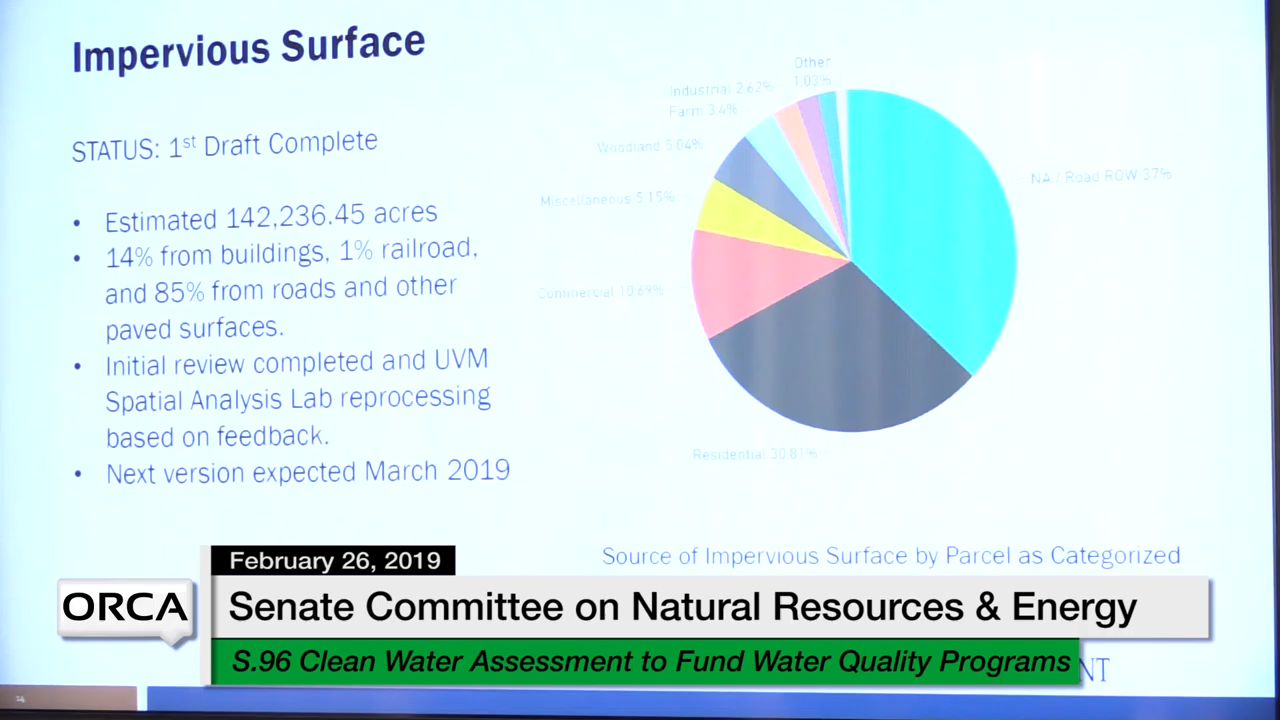 Impervious Surface
STATUS: 1st Draft Complete
• Estimated 142,236.45 acres
• 14% from buildings, 1% railroad,
and 85% from roads and other
paved surfaces.
• Initial review completed and UVM
Spatial Analysis Lab reprocessing
based on feedback.
• Next version expected March 2019
Other
1.03%
Industrial 2.62%
Farm 3.4%
Woodland 5.04%
Miscellaneous 5.15%
Commercial 10.69%
NA / Road ROW 37%
Residential 30.81%
Source of Impervious Surface by Parcel as Categorized
February 26, 2019
ORCA
Senate Committee on Natural Resources & Energy
S.96 Clean Water Assessment to Fund Water Quality Programs
NT